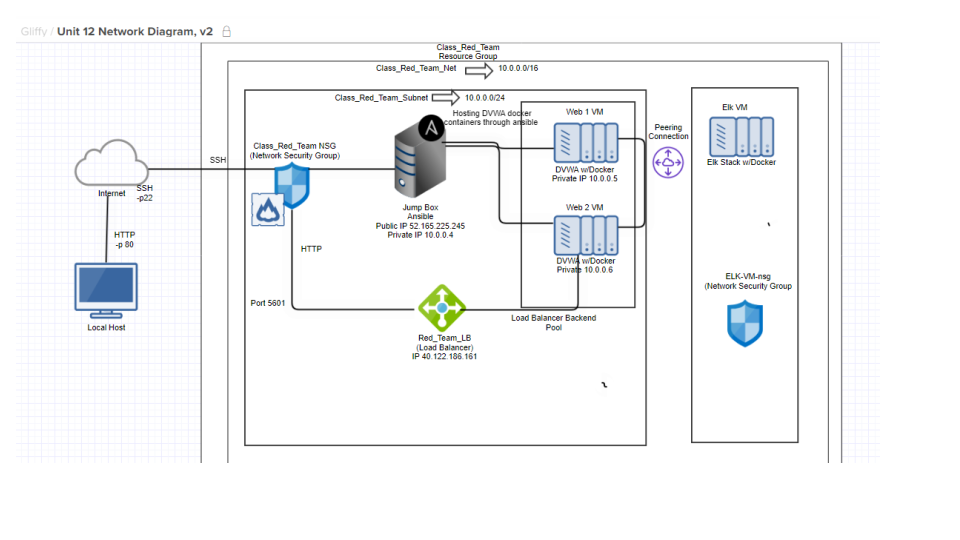 Gliffy / Unit 12 Network Diagram, v2
Class_Red_Team
Resource Group
Class_Red_Team_Net
10.0.0.0/16
Class_Red_Team_Subnet
10.0.0.0/24
Hosting DVWA docker
containers through ansible
Web 1 VM
DVWA w/Docker
Private IP 10.0.0.5
Web 2 VM
DVWA w/Docker
Private 10.0.0.6
Load Balancer Backend
Pool
Peering
Connection
Elk VM
Elk Stack w/Docker
ELK-VM-nsg
(Network Security Group
Class_Red_Team NSG
(Network Security Group)
SSH
Internet
SSH
-p22
HTTP
-p 80
Local Host
Jump Box
Ansible
Public IP 52.165.225.245
Private IP 10.0.0.4
HTTP
Port 5601
Red_Team_LB
(Load Balancer)
IP 40.122.186.161